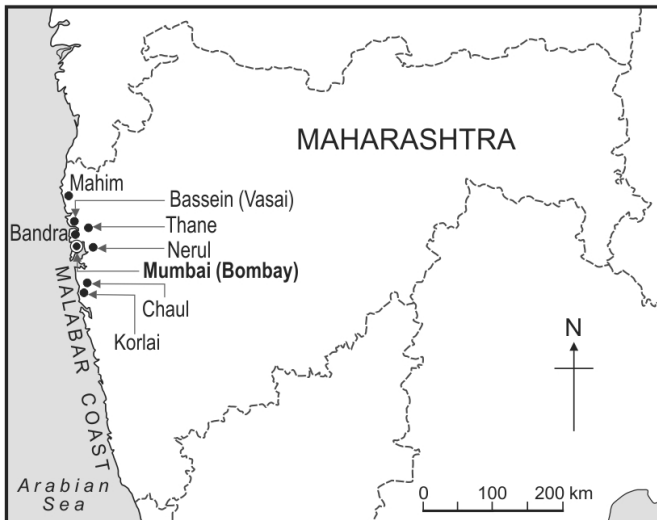 MAHARASHTRA
Mahim
Bassein (Vasai)
Thane
Bandra
Nerul
Mumbai (Bombay)
Chaul
Korlai
MALABAR COAST
N
Arabian
Sea
0 100 200 km